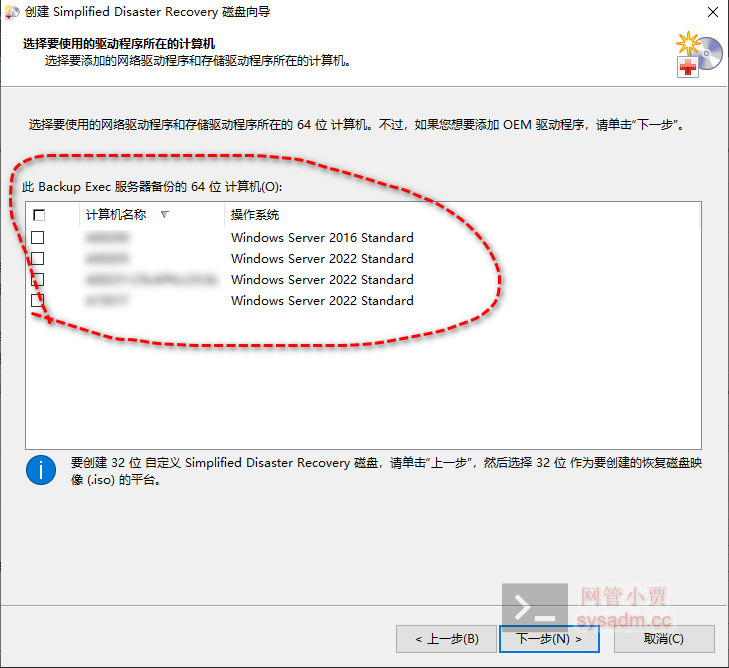 创建 Simplified Disaster Recovery 磁盘向导
选择要使用的驱动程序所在的计算机
选择要添加的网络驱动程序和存储驱动程序所在的计算机。
选择要使用的网络驱动程序和存储驱动程序所在的 64 位 计算机。不过，如果您想要添加 OEM 驱动程序，请单击“下一步”。
此 Backup Exec 服务器备份的 64 位 计算机(O):
计算机名称 操作系统
Windows Server 2016 Standard
Windows Server 2022 Standard
Windows Server 2022 Standard
Windows Server 2022 Standard
要创建 32 位 自定义 Simplified Disaster Recovery 磁盘，请单击“上一步”，然后选择 32 位 作为要创建的恢复磁盘映
像 (.iso) 的平台。
网管小贾
sysadm.cc
< 上一步(B) 下一步(N) > 取消(C)